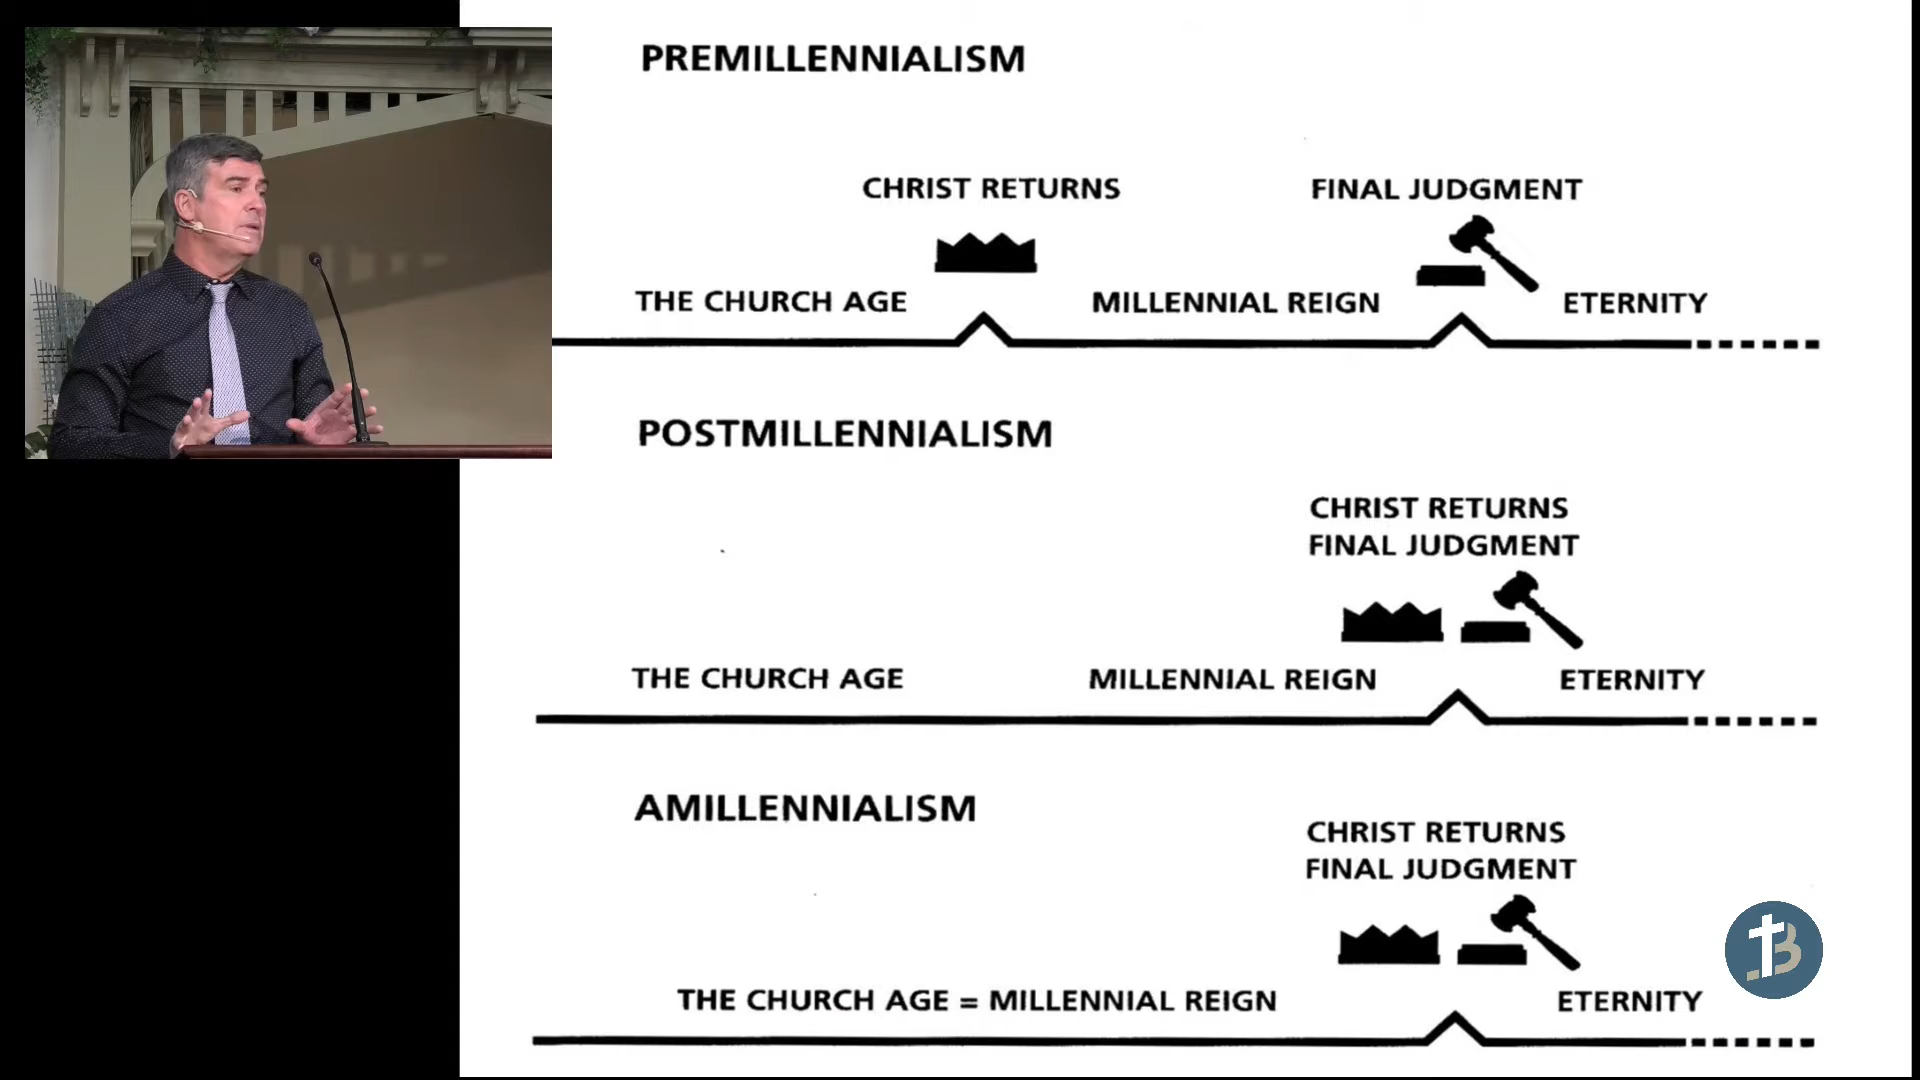 PREMILLENNIALISM
CHRIST RETURNS
FINAL JUDGMENT
THE CHURCH AGE
MILLENNIAL REIGN
ETERNITY
POSTMILLENNIALISM
CHRIST RETURNS
FINAL JUDGMENT
THE CHURCH AGE
MILLENNIAL REIGN
ETERNITY
AMILLENNIALISM
CHRIST RETURNS
FINAL JUDGMENT
THE CHURCH AGE = MILLENNIAL REIGN
ETERNITY
B